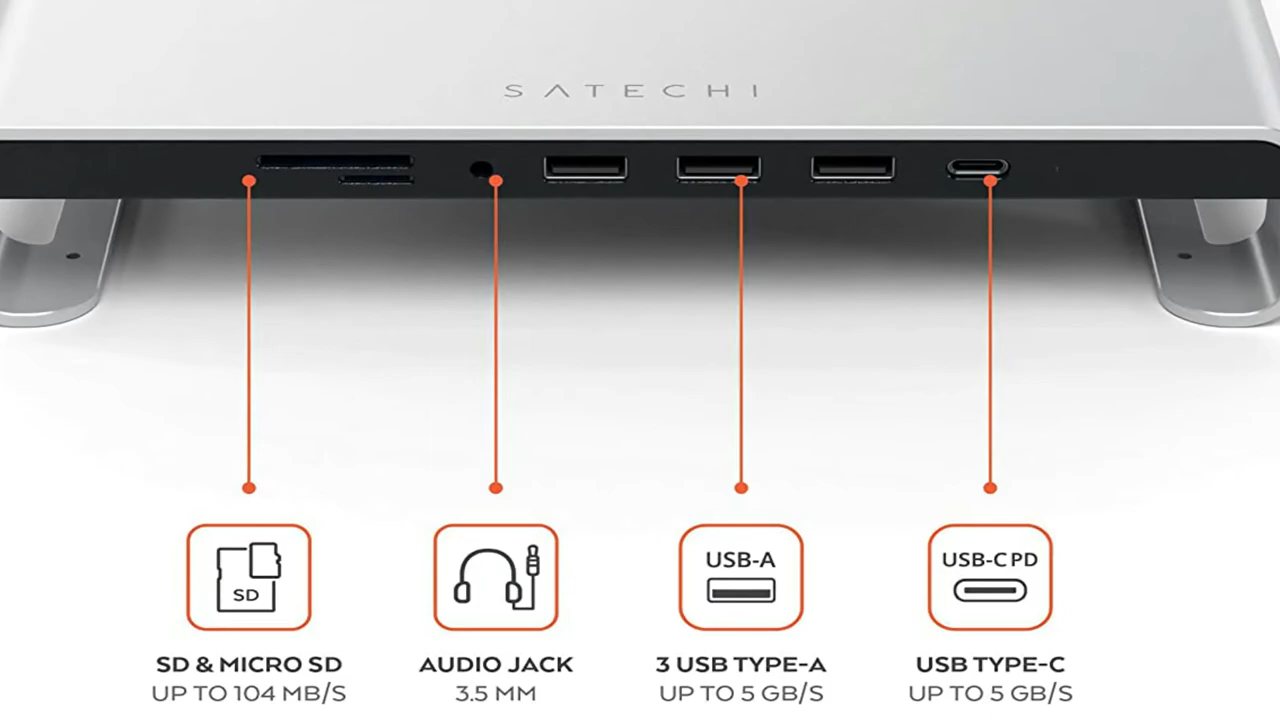 SATECHI
SD
USB-A
USB-C PD
SD & MICRO SD
AUDIO JACK
3 USB TYPE-A
USB TYPE-C
UP TO 104 MB/S
3.5 MM
UP TO 5 GB/S
UP TO 5 GB/S